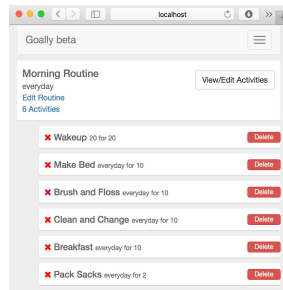 localhost
Goally beta
Morning Routine
everyday
Edit Routine
6 Activities
View/Edit Activities
Wakeup 20 for 20 Delete
Make Bed everyday for 10 Delete
Brush and Floss everyday for 10 Delete
Clean and Change everyday for 10 Delete
Breakfast everyday for 10 Delete
Pack Sacks everyday for 2 Delete